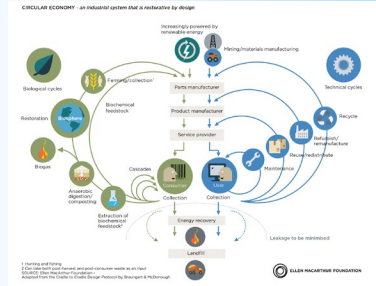 CIRCULAR ECONOMY - an industrial system that is restorative by design
Increasingly powered by
renewable energy
Mining/materials manufacturing
Farming/collection¹
Parts manufacturer
Biological cycles
Technical cycles
Biochemical
feedstock
Product manufacturer
Restoration
Biosphere
Recycle
Service provider
Refurbish/
remanufacture
Reuse/redistribute
Biogas
Cascades
Maintenance
Consumer
User
Anaerobic
digestion/
composting
Collection
Collection
Extraction of
biochemical
feedstock²
Energy recovery
Leakage to be minimised
Landfill
1 Hunting and fishing
2 Can take both post-harvest and post-consumer waste as an input
SOURCE: Ellen MacArthur Foundation
Adapted from the Cradle to Cradle Design Protocol by Braungart & McDonough
ELLEN MACARTHUR FOUNDATION